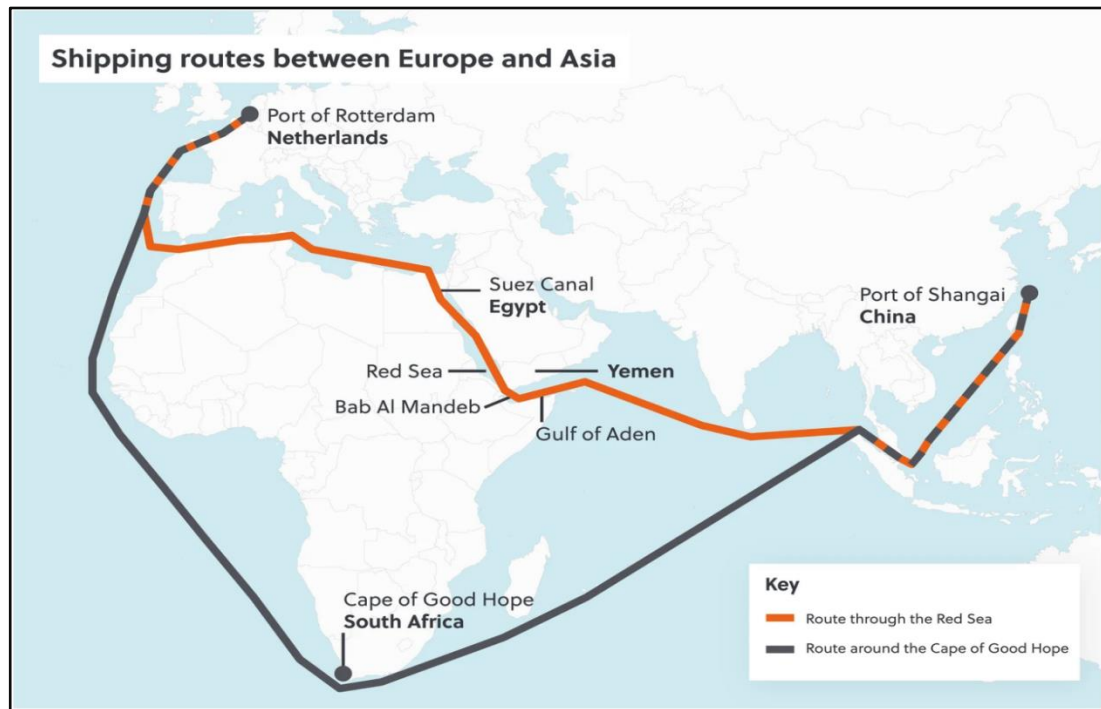 Shipping routes between Europe and Asia
Port of Rotterdam
Netherlands
Suez Canal
Egypt
Port of Shangai
China
Red Sea
Yemen
Bab Al Mandeb
Gulf of Aden
Cape of Good Hope
South Africa
Key
Route through the Red Sea
Route around the Cape of Good Hope